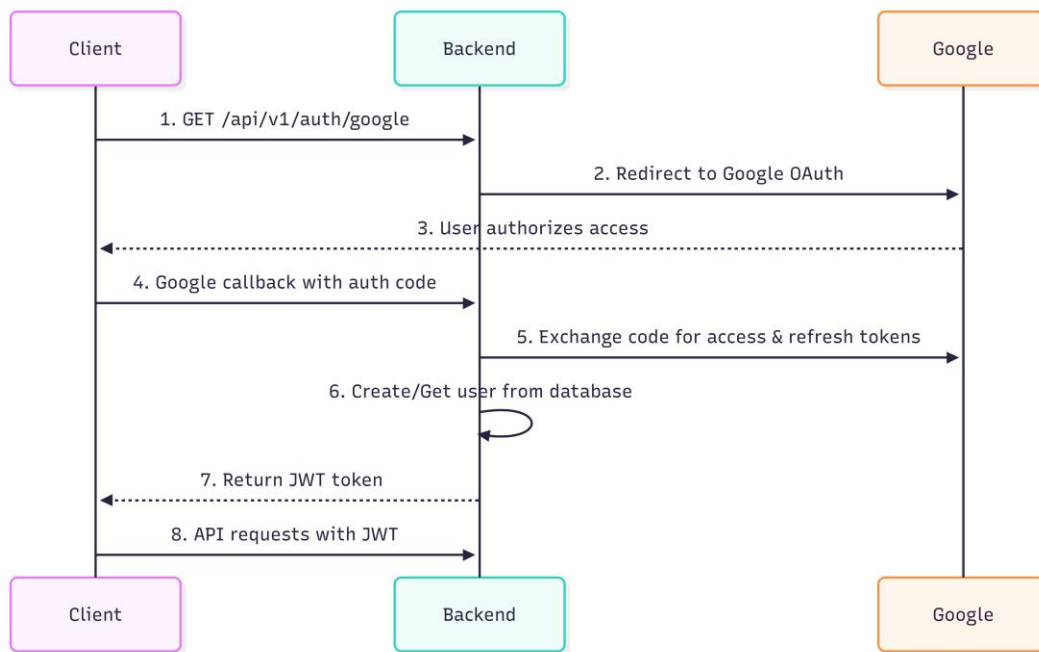 Client
Backend
Google
1. GET /api/v1/auth/google
2. Redirect to Google OAuth
3. User authorizes access
4. Google callback with auth code
5. Exchange code for access & refresh tokens
6. Create/Get user from database
7. Return JWT token
8. API requests with JWT
Client
Backend
Google